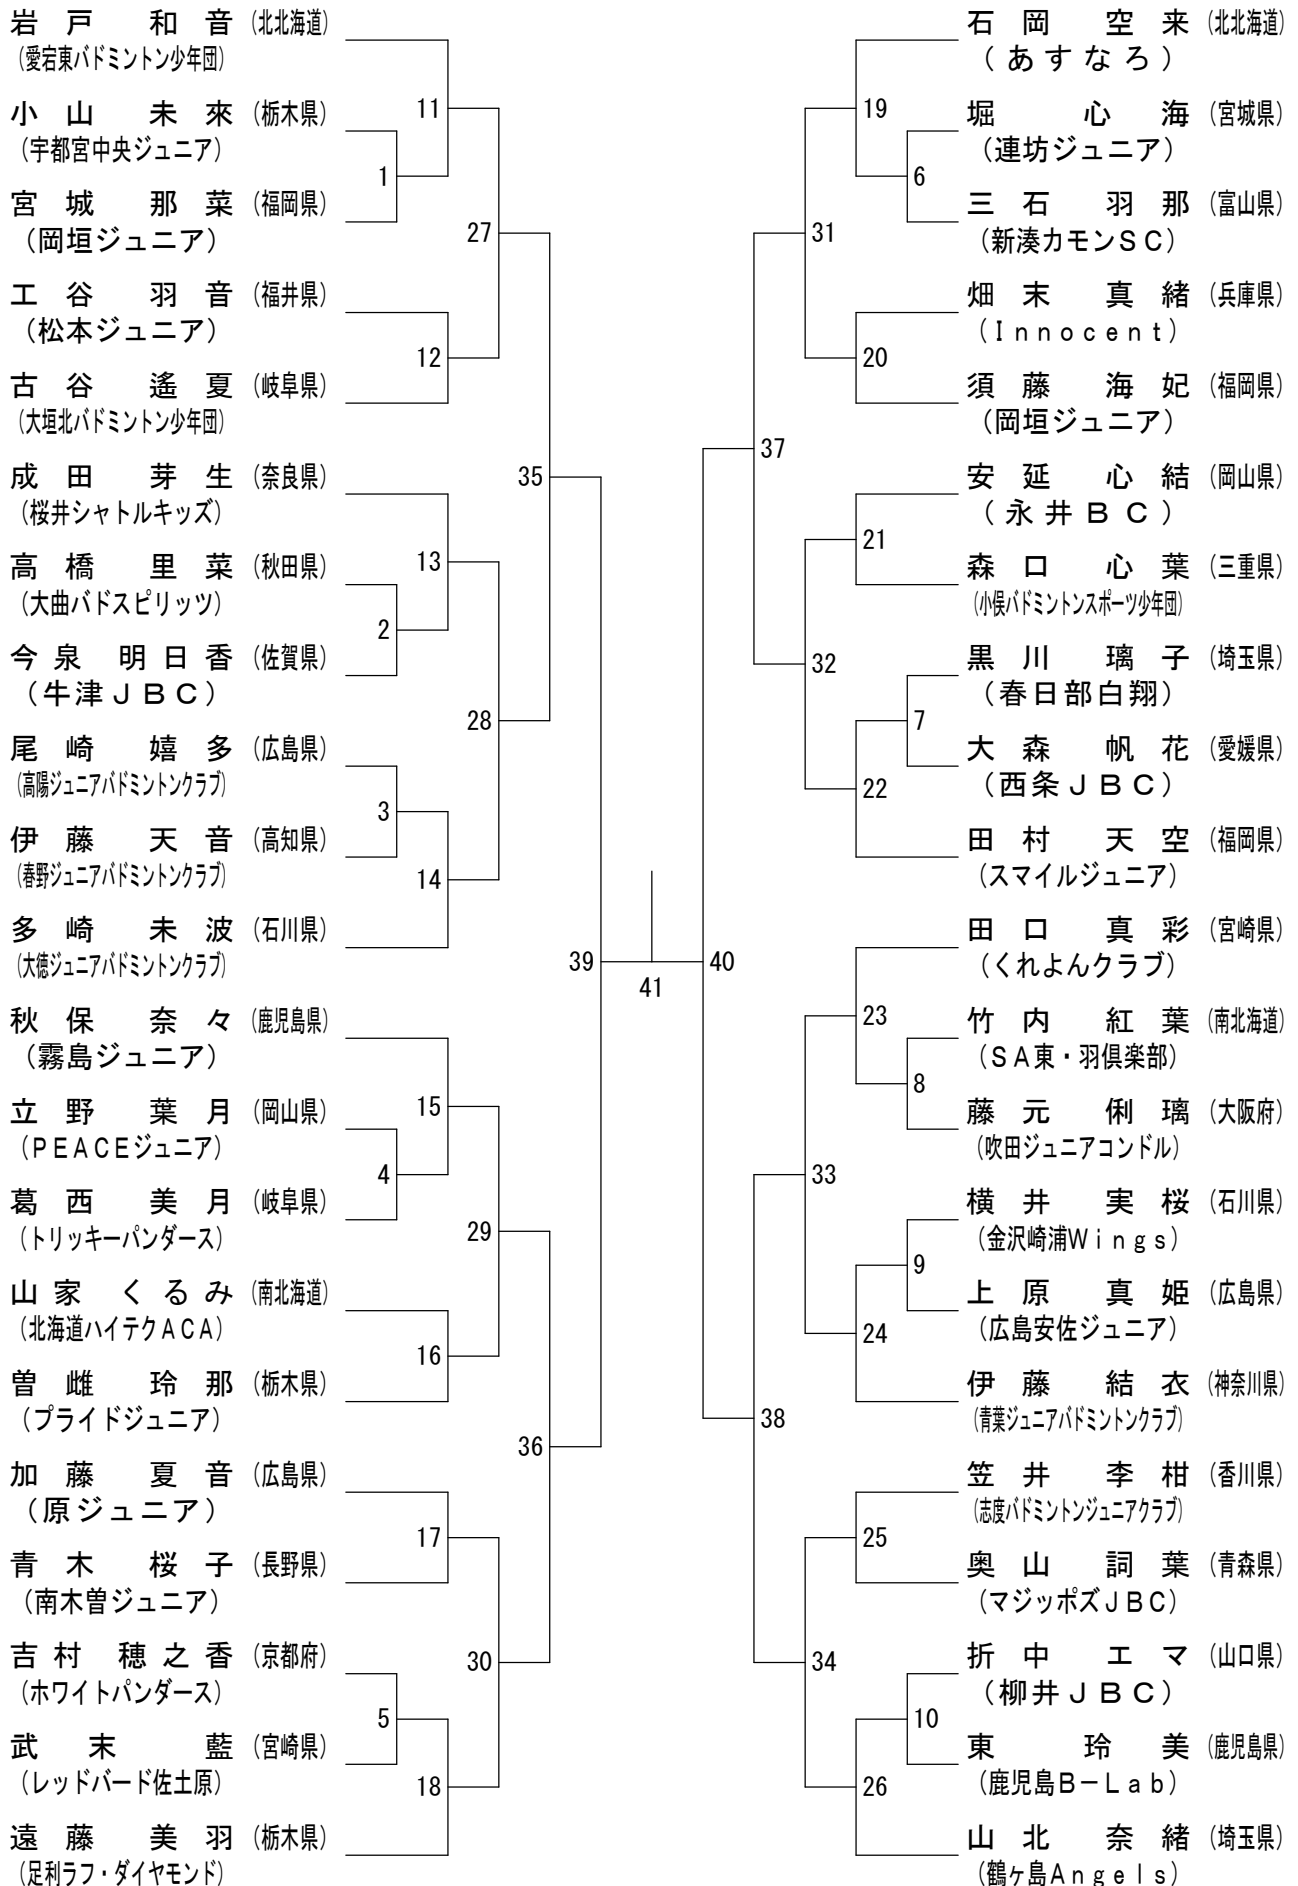 岩戸 和音 (北北海道)
(愛宕東バドミントン少年団)
小山 未來 (栃木県)
(宇都宮中央ジュニア)
宮城 那菜 (福岡県)
(岡垣ジュニア)
工谷 羽音 (福井県)
(松本ジュニア)
古谷 遙夏 (岐阜県)
(大垣北バドミントン少年団)
成田 芽生 (奈良県)
(桜井シャトルキッズ)
高橋 里菜 (秋田県)
(大曲バドスピリッツ)
今泉 明日香 (佐賀県)
(牛津ＪＢＣ)
尾崎 嬉多 (広島県)
(高陽ジュニアバドミントンクラブ)
伊藤 天音 (高知県)
(春野ジュニアバドミントンクラブ)
多崎 未波 (石川県)
(大徳ジュニアバドミントンクラブ)
秋保 奈々 (鹿児島県)
(霧島ジュニア)
立野 葉月 (岡山県)
(ＰＥＡＣＥジュニア)
葛西 美月 (岐阜県)
(トリッキーパンダース)
山家 くるみ (南北海道)
(北海道ハイテクＡＣＡ)
曽雌 玲那 (栃木県)
(プライドジュニア)
加藤 夏音 (広島県)
(原ジュニア)
青木 桜子 (長野県)
(南木曽ジュニア)
吉村 穂之香 (京都府)
(ホワイトパンダース)
武末 藍 (宮崎県)
(レッドバード佐土原)
遠藤 美羽 (栃木県)
(足利ラフ・ダイヤモンド)
11
1
27
12
35
13
2
28
3
14
39
15
4
29
16
36
17
30
5
18
41
40
19
6
31
20
37
21
32
7
22
23
8
33
9
24
38
25
34
10
26
石岡 空来 (北北海道)
(あすなろ)
堀 心海 (宮城県)
(連坊ジュニア)
三石 羽那 (富山県)
(新湊カモンＳＣ)
畑末 真緒 (兵庫県)
(Ｉｎｎｏｃｅｎｔ)
須藤 海妃 (福岡県)
(岡垣ジュニア)
安延 心結 (岡山県)
(永井ＢＣ)
森口 心葉 (三重県)
(小俣バドミントンスポーツ少年団)
黒川 璃子 (埼玉県)
(春日部白翔)
大森 帆花 (愛媛県)
(西条ＪＢＣ)
田村 天空 (福岡県)
(スマイルジュニア)
田口 真彩 (宮崎県)
(くれよんクラブ)
竹内 紅葉 (南北海道)
(ＳＡ東・羽倶楽部)
藤元 俐璃 (大阪府)
(吹田ジュニアコンドル)
横井 実桜 (石川県)
(金沢崎浦Ｗｉｎｇｓ)
上原 真姫 (広島県)
(広島安佐ジュニア)
伊藤 結衣 (神奈川県)
(青葉ジュニアバドミントンクラブ)
笠井 李柑 (香川県)
(志度バドミントンジュニアクラブ)
奥山 詞葉 (青森県)
(マジッポズＪＢＣ)
折中 エマ (山口県)
(柳井ＪＢＣ)
東 玲美 (鹿児島県)
(鹿児島Ｂ－Ｌａｂ)
山北 奈緒 (埼玉県)
(鶴ヶ島Ａｎｇｅｌｓ)